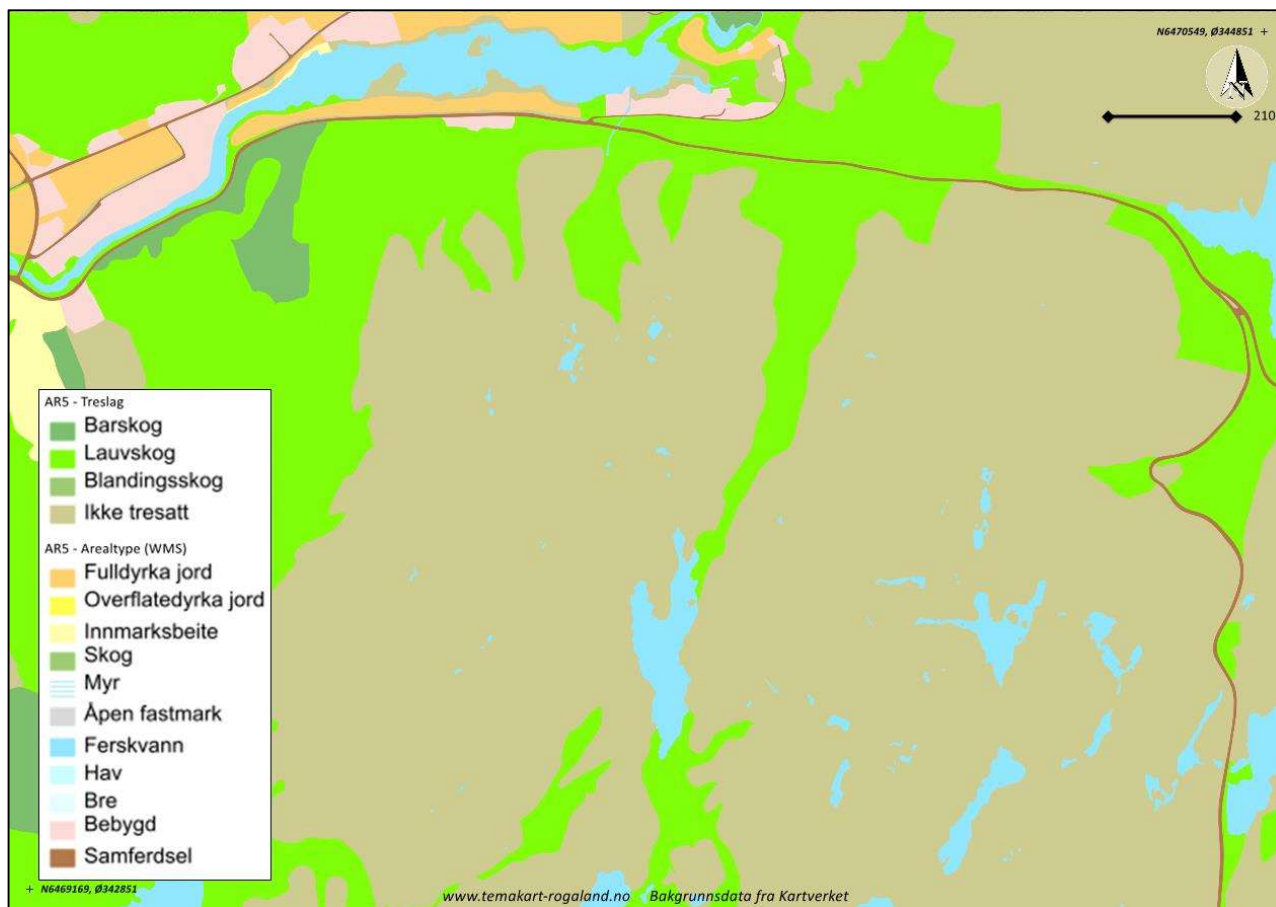 N6470549, Ø344851 +
210
AR5 - Treslag
Barskog
Lauvskog
Blandingsskog
Ikke tresatt
AR5 - Arealtype (WMS)
Fulldyrka jord
Overflatedyrka jord
Innmarksbeite
Skog
Myr
Åpen fastmark
Ferskvann
Hav
Bre
Bebygd
Samferdsel
+ N6469169, Ø342851
www.temakart-rogaland.no Bakgrunnsdata fra Kartverket